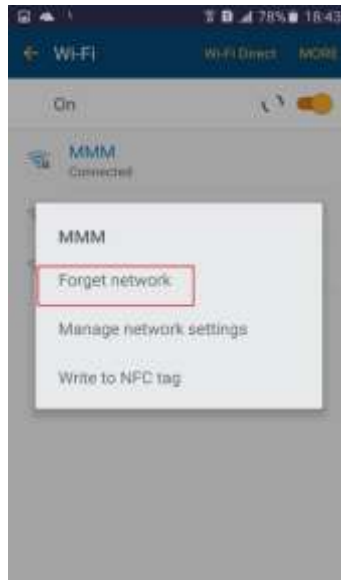 78% 18:43
Wi-Fi Wi-Fi Direct MORE
On
MMM
Connected
MMM
Forget network
Manage network settings
Write to NFC tag